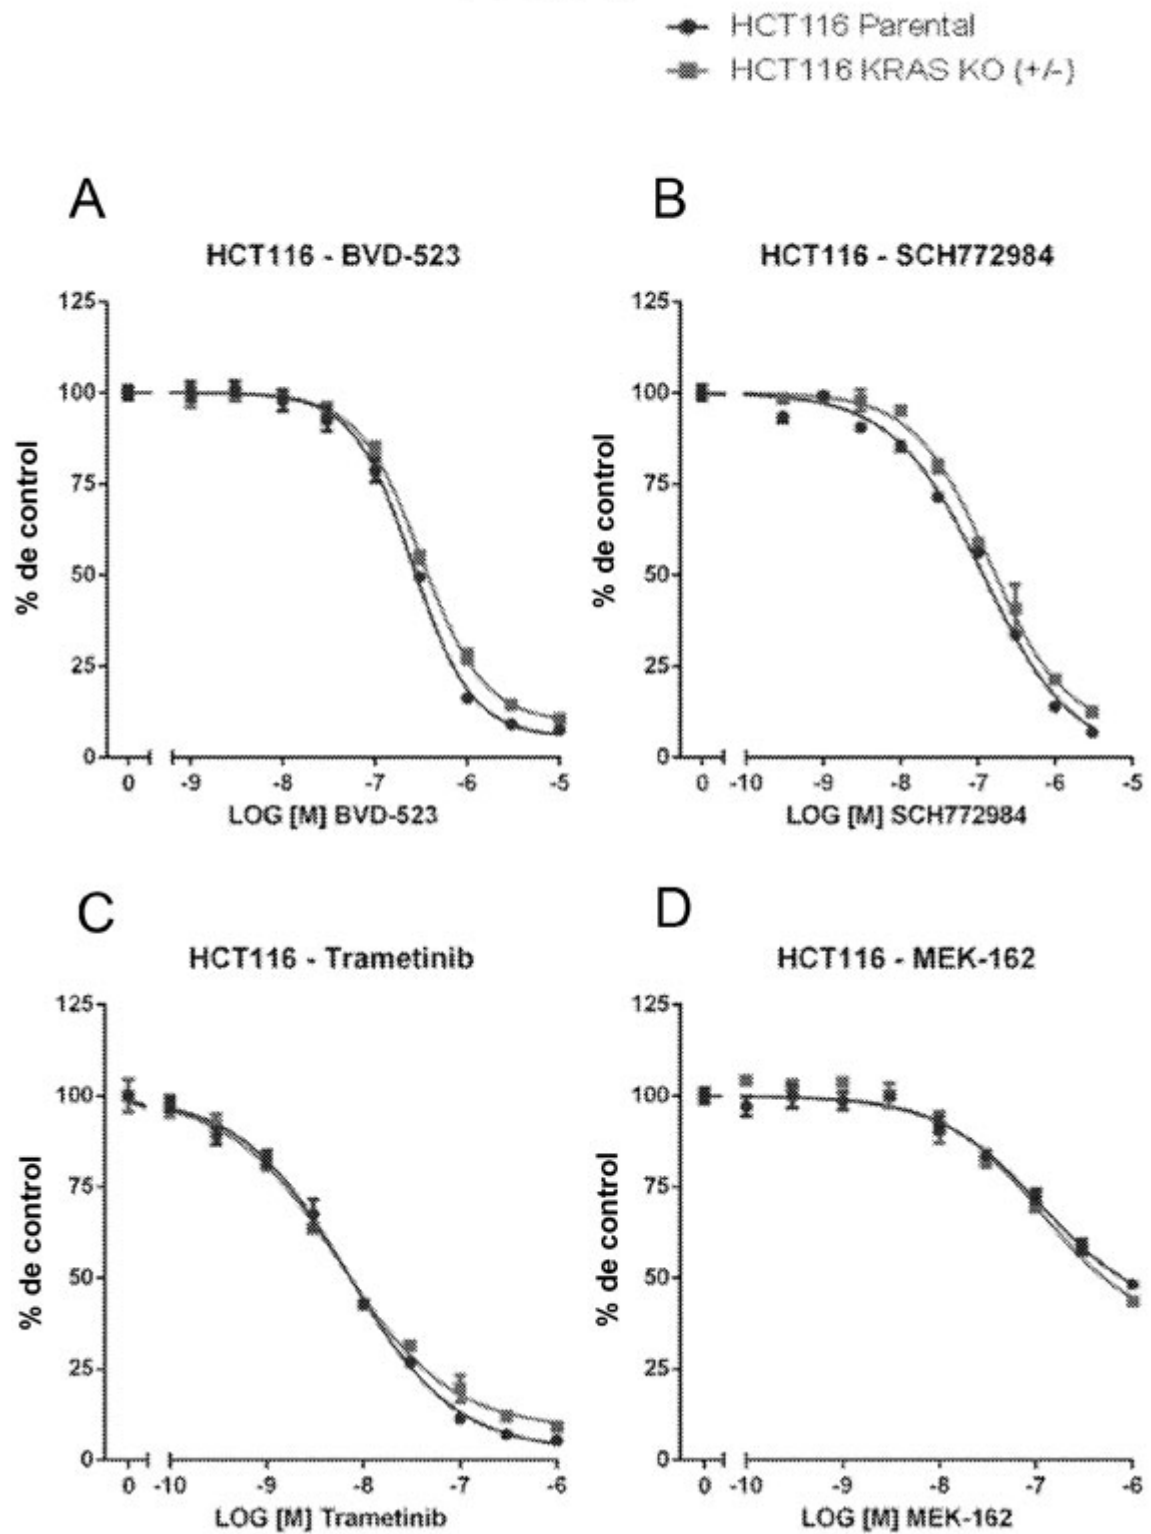 HCT116 Parental
HCT116 KRAS KO (+/-)
A
B
HCT116 - BVD-523
HCT116 - SCH772984
125
100
75
50
25
0
% de control
0 -9 -8 -7 -6 -5
LOG [M] BVD-523
125
100
75
50
25
0
% de control
0 -10 -9 -8 -7 -6 -5
LOG [M] SCH772984
C
D
HCT116 - Trametinib
HCT116 - MEK-162
125
100
75
50
25
0
% de control
0 -10 -9 -8 -7 -6
LOG [M] Trametinib
125
100
75
50
25
0
% de control
0 -10 -9 -8 -7 -6
LOG [M] MEK-162